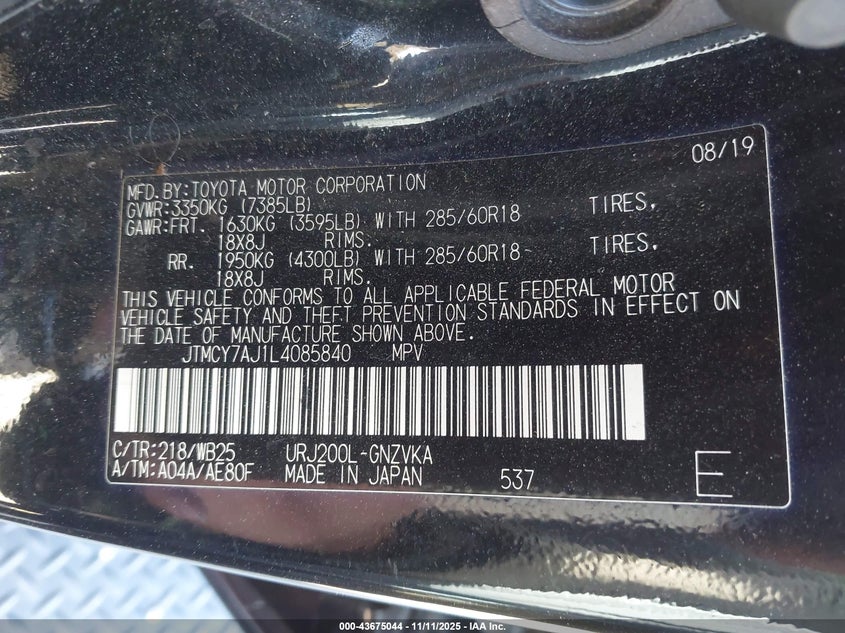 08/19
MFD.BY:TOYOTA MOTOR CORPORATION
GVWR:3350KG (7385LB)
GAWR:FRT. 1630KG (3595LB) WITH 285/60R18 TIRES,
18X8J RIMS.
RR. 1950KG (4300LB) WITH 285/60R18 TIRES,
18X8J RIMS.
THIS VEHICLE CONFORMS TO ALL APPLICABLE FEDERAL MOTOR
VEHICLE SAFETY AND THEFT PREVENTION STANDARDS IN EFFECT ON
THE DATE OF MANUFACTURE SHOWN ABOVE.
JTMCY7AJ1L4085840 MPV
C/TR:218/WB25 URJ200L-GNZVKA
A/TM:A04A/AE80F MADE IN JAPAN 537 E
000-43675044 - 11/11/2025 - IAA Inc.